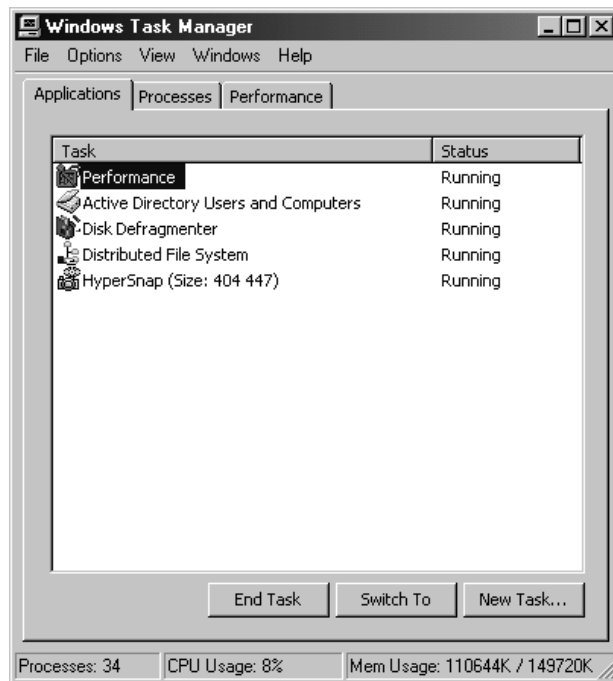 Windows Task Manager
File Options View Windows Help
Applications Processes Performance
Task Status
Performance Running
Active Directory Users and Computers Running
Disk Defragmenter Running
Distributed File System Running
HyperSnap (Size: 404 447) Running
End Task Switch To New Task...
Processes: 34 CPU Usage: 8% Mem Usage: 110644K / 149720K